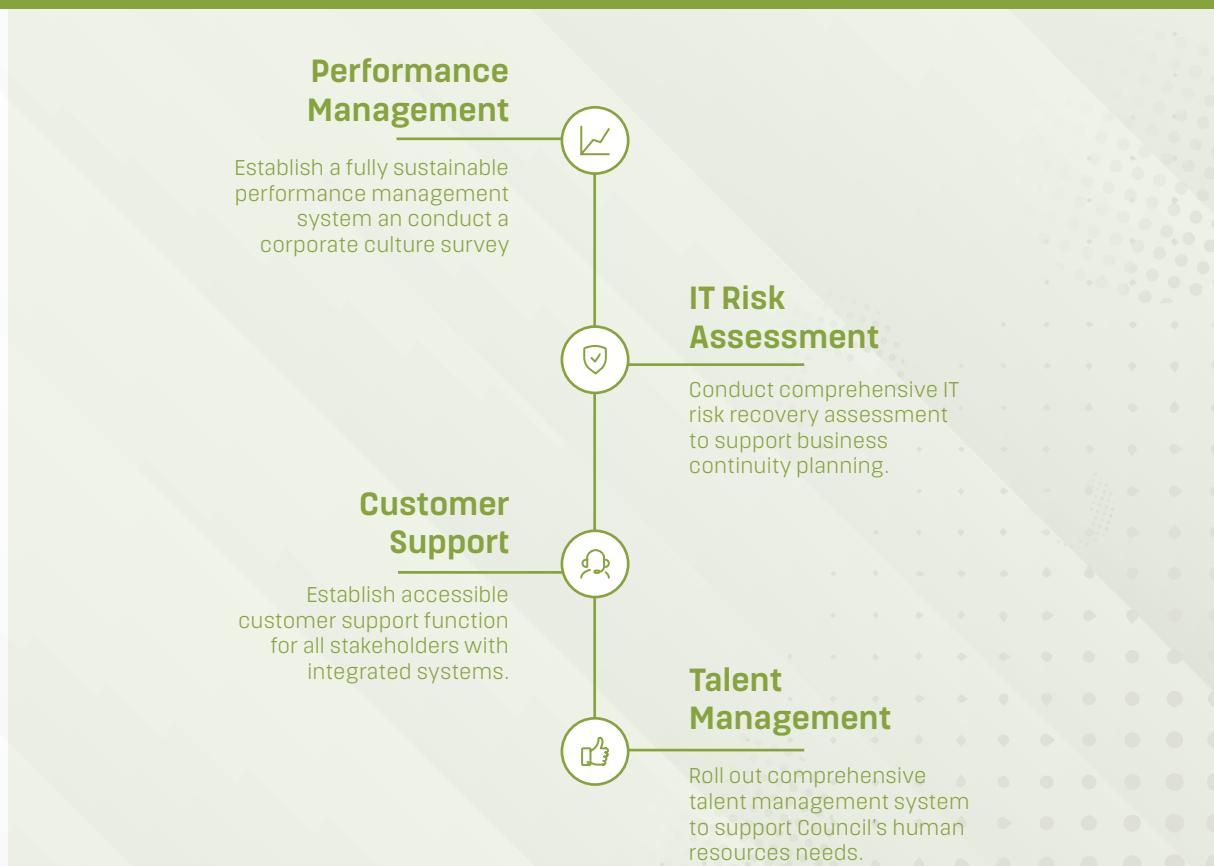 Performance
Management
Establish a fully sustainable
performance management
system an conduct a
corporate culture survey
IT Risk
Assessment
Conduct comprehensive IT
risk recovery assessment
to support business
continuity planning.
Customer
Support
Establish accessible
customer support function
for all stakeholders with
integrated systems.
Talent
Management
Roll out comprehensive
talent management system
to support Council's human
resources needs.